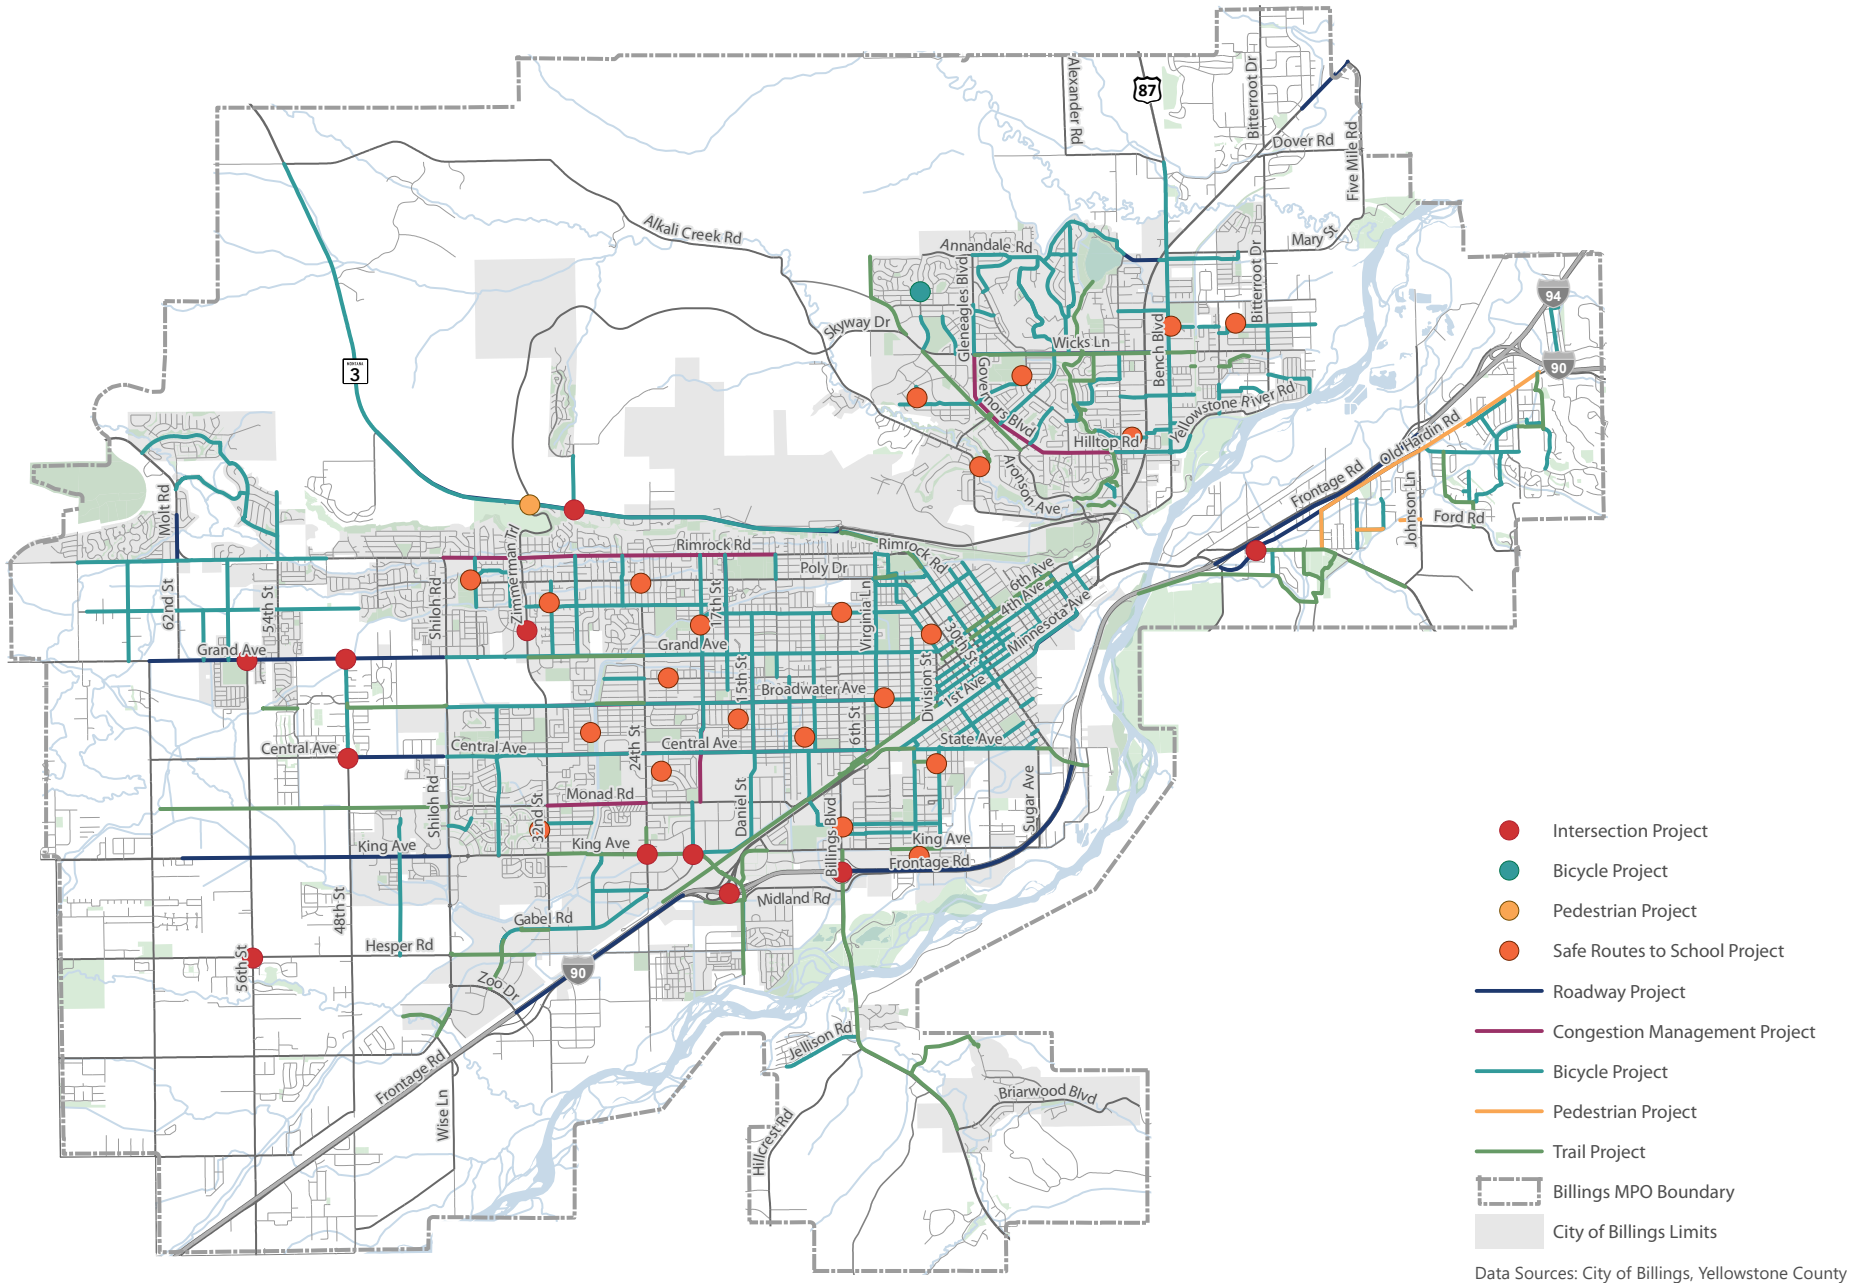 Alexander Rd
87
Bitterroot Dr
Dover Rd
Five Mile Rd
Alkali Creek Rd
Annandale Rd
Mary St
Bitterroot Dr
Gleneagles Blvd
94
Skyway Dr
Wicks Ln
Bench Blvd
MONTANA
3
90
Governors Blvd
Yellowstone River Rd
Hilltop Rd
Old Hardin Rd
Aronson Ave
Frontage Rd
Johnson Ln
Ford Rd
Molt Rd
Zimmerman Trl
Rimrock Rd
Rimrock Rd
Poly Dr
6th Ave
4th Ave
Minnesota Ave
62nd St
54th St
Shiloh Rd
17th St
Virginia Ln
30th St
Grand Ave
Grand Ave
15th St
Division St
Broadwater Ave
1st Ave
6th St
Central Ave
Central Ave
24th St
Central Ave
State Ave
Shiloh Rd
Monad Rd
Daniel St
Sugar Ave
32nd St
Billings Blvd
King Ave
King Ave
King Ave
Frontage Rd
Midland Rd
48th St
Gabel Rd
Hesper Rd
56th St
90
Zoo Dr
Jellison Rd
Frontage Rd
Wise Ln
Briarwood Blvd
Hillcrest Rd
Intersection Project
Bicycle Project
Pedestrian Project
Safe Routes to School Project
Roadway Project
Congestion Management Project
Bicycle Project
Pedestrian Project
Trail Project
Billings MPO Boundary
City of Billings Limits
Data Sources: City of Billings, Yellowstone County